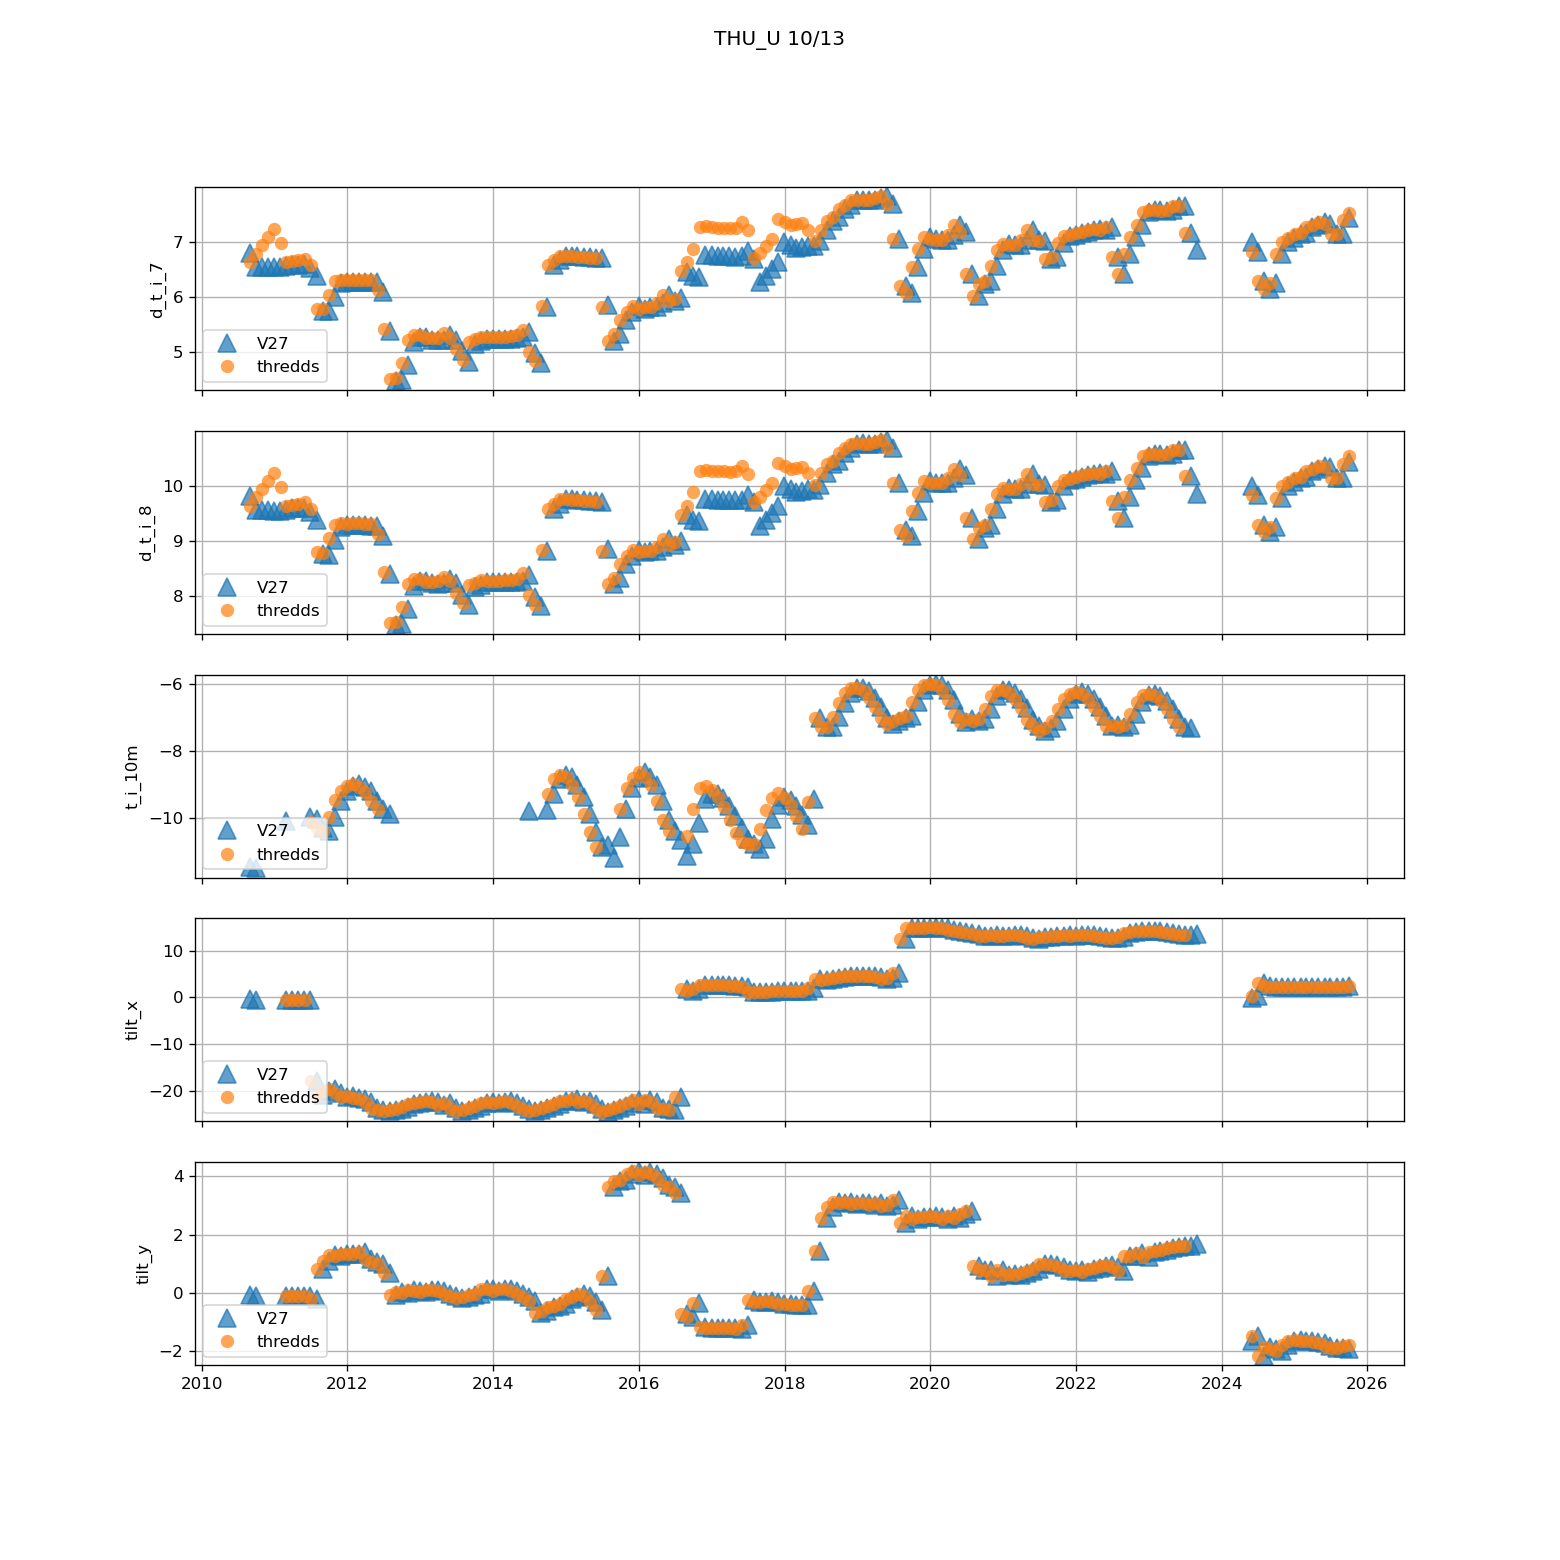 THU_U 10/13
d_t_i_7
7
6
5
V27
thredds
d_t_i_8
10
9
8
V27
thredds
t_i_10m
−6
−8
−10
V27
thredds
tilt_x
10
0
−10
−20
V27
thredds
tilt_y
4
2
0
−2
V27
thredds
2010 2012 2014 2016 2018 2020 2022 2024 2026